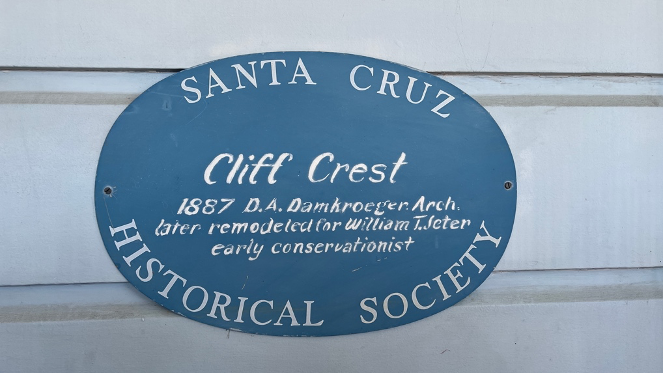 SANTA CRUZ
Cliff Crest
1887 D.A. Damkroeger. Arch.
later remodeled for William T. Jeter
early conservationist
HISTORICAL SOCIETY